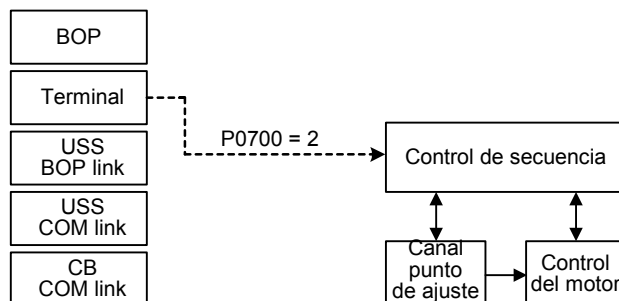 BOP
Terminal
USS
BOP link
USS
COM link
CB
COM link
P0700 = 2
Control de secuencia
Canal
punto
de ajuste
Control
del motor